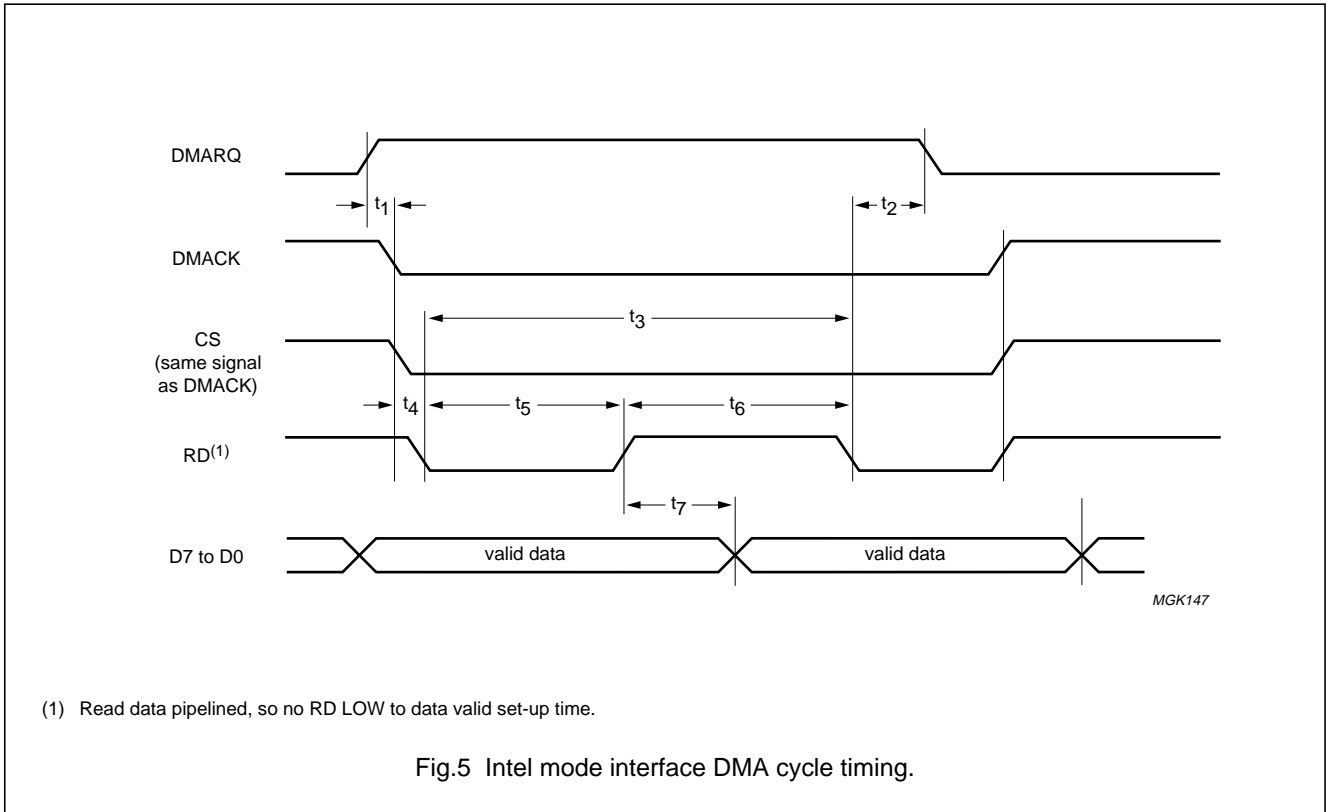 DMARQ
t1
t2
DMACK
t3
CS
(same signal
as DMACK)
t4
t5
t6
RD(1)
t7
D7 to D0
valid data
valid data
MGK147
(1) Read data pipelined, so no RD LOW to data valid set-up time.
Fig.5 Intel mode interface DMA cycle timing.